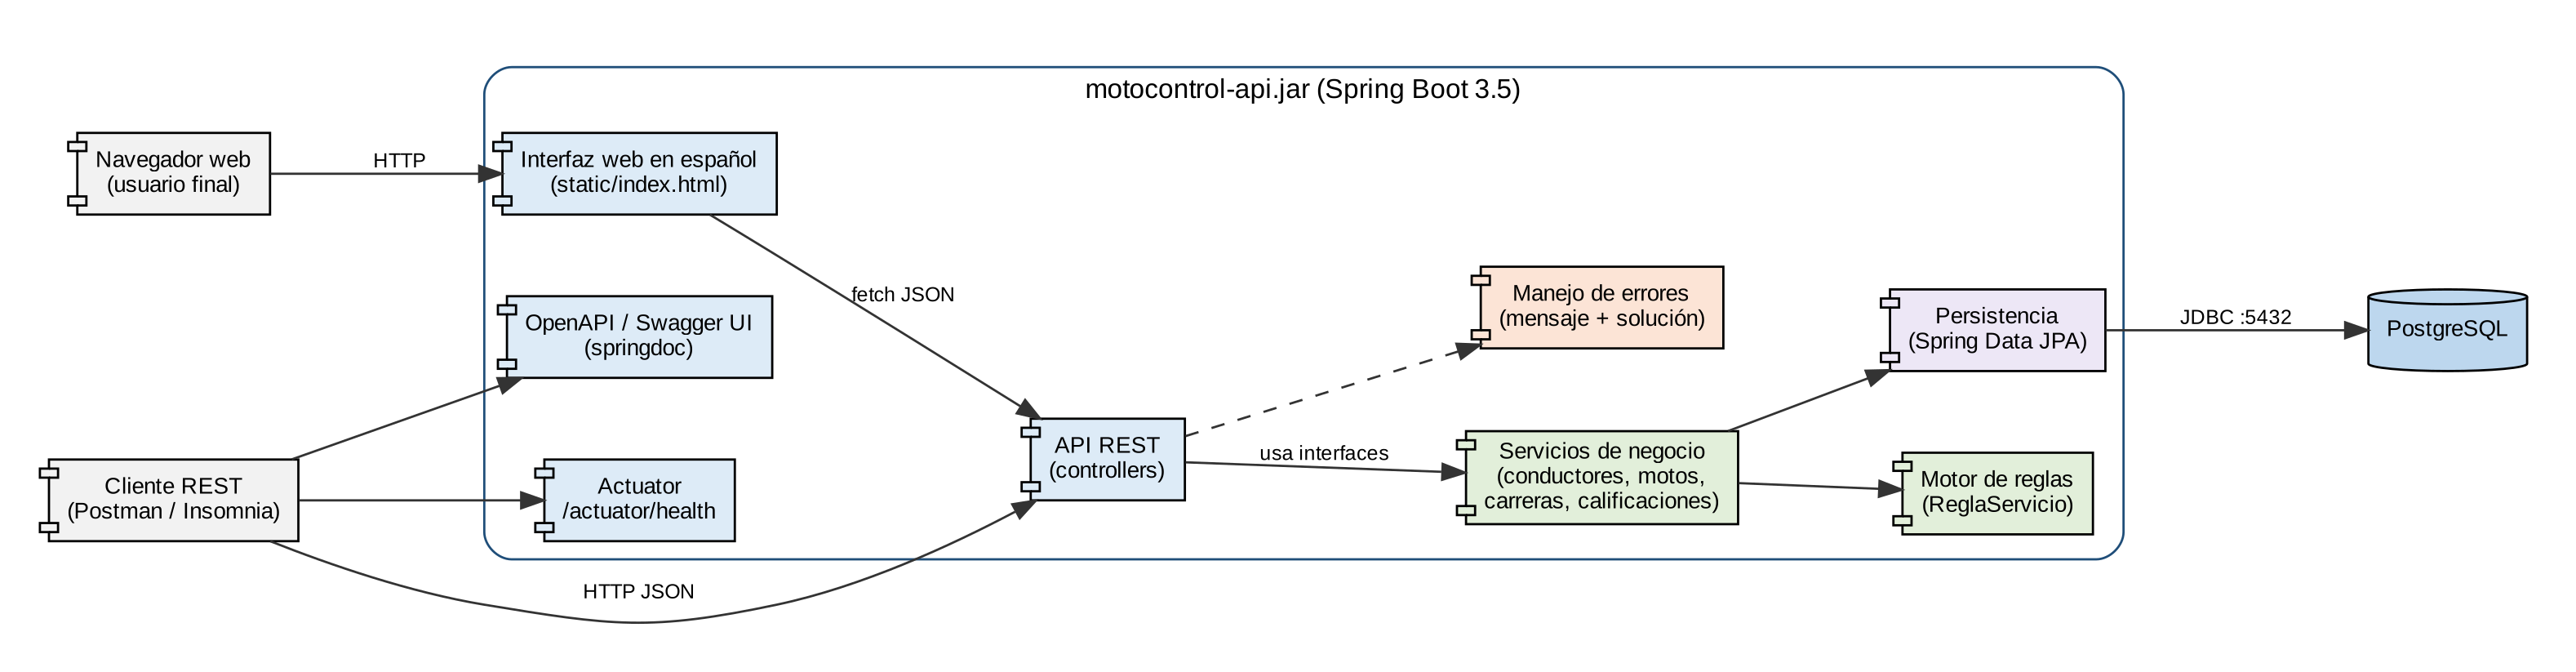 motocontrol-api.jar (Spring Boot 3.5)
Navegador web
(usuario final)
HTTP
Interfaz web en español
(static/index.html)
fetch JSON
OpenAPI / Swagger UI
(springdoc)
Manejo de errores
(mensaje + solución)
Persistencia
(Spring Data JPA)
JDBC :5432
PostgreSQL
Cliente REST
(Postman / Insomnia)
Actuator
/actuator/health
API REST
(controllers)
usa interfaces
Servicios de negocio
(conductores, motos,
carreras, calificaciones)
Motor de reglas
(ReglaServicio)
HTTP JSON